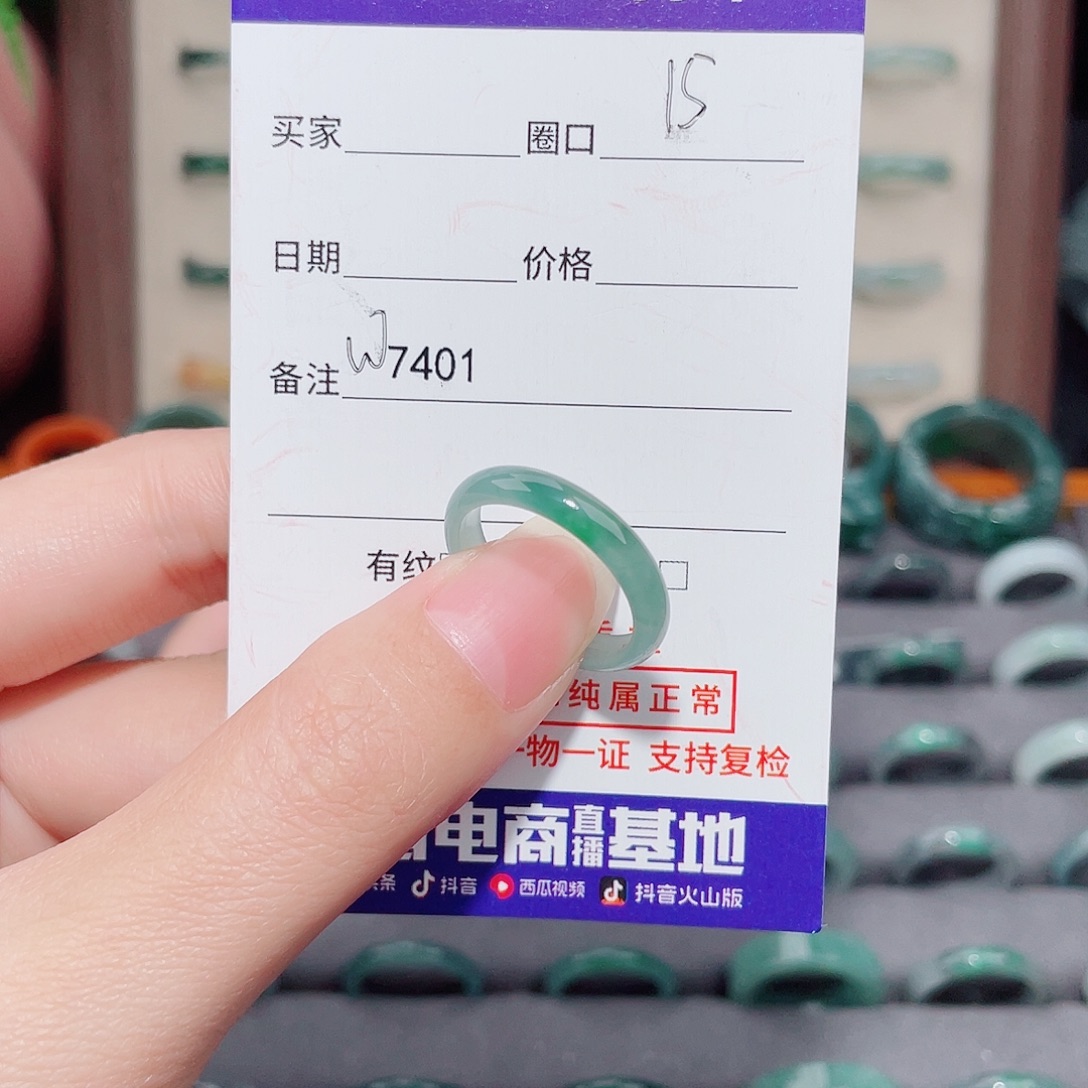 买家 圈口 15
日期 价格
备注 W7401
有纹
纯属正常
物一证 支持复检
电商直播基地
抖音 西瓜视频 抖音火山版